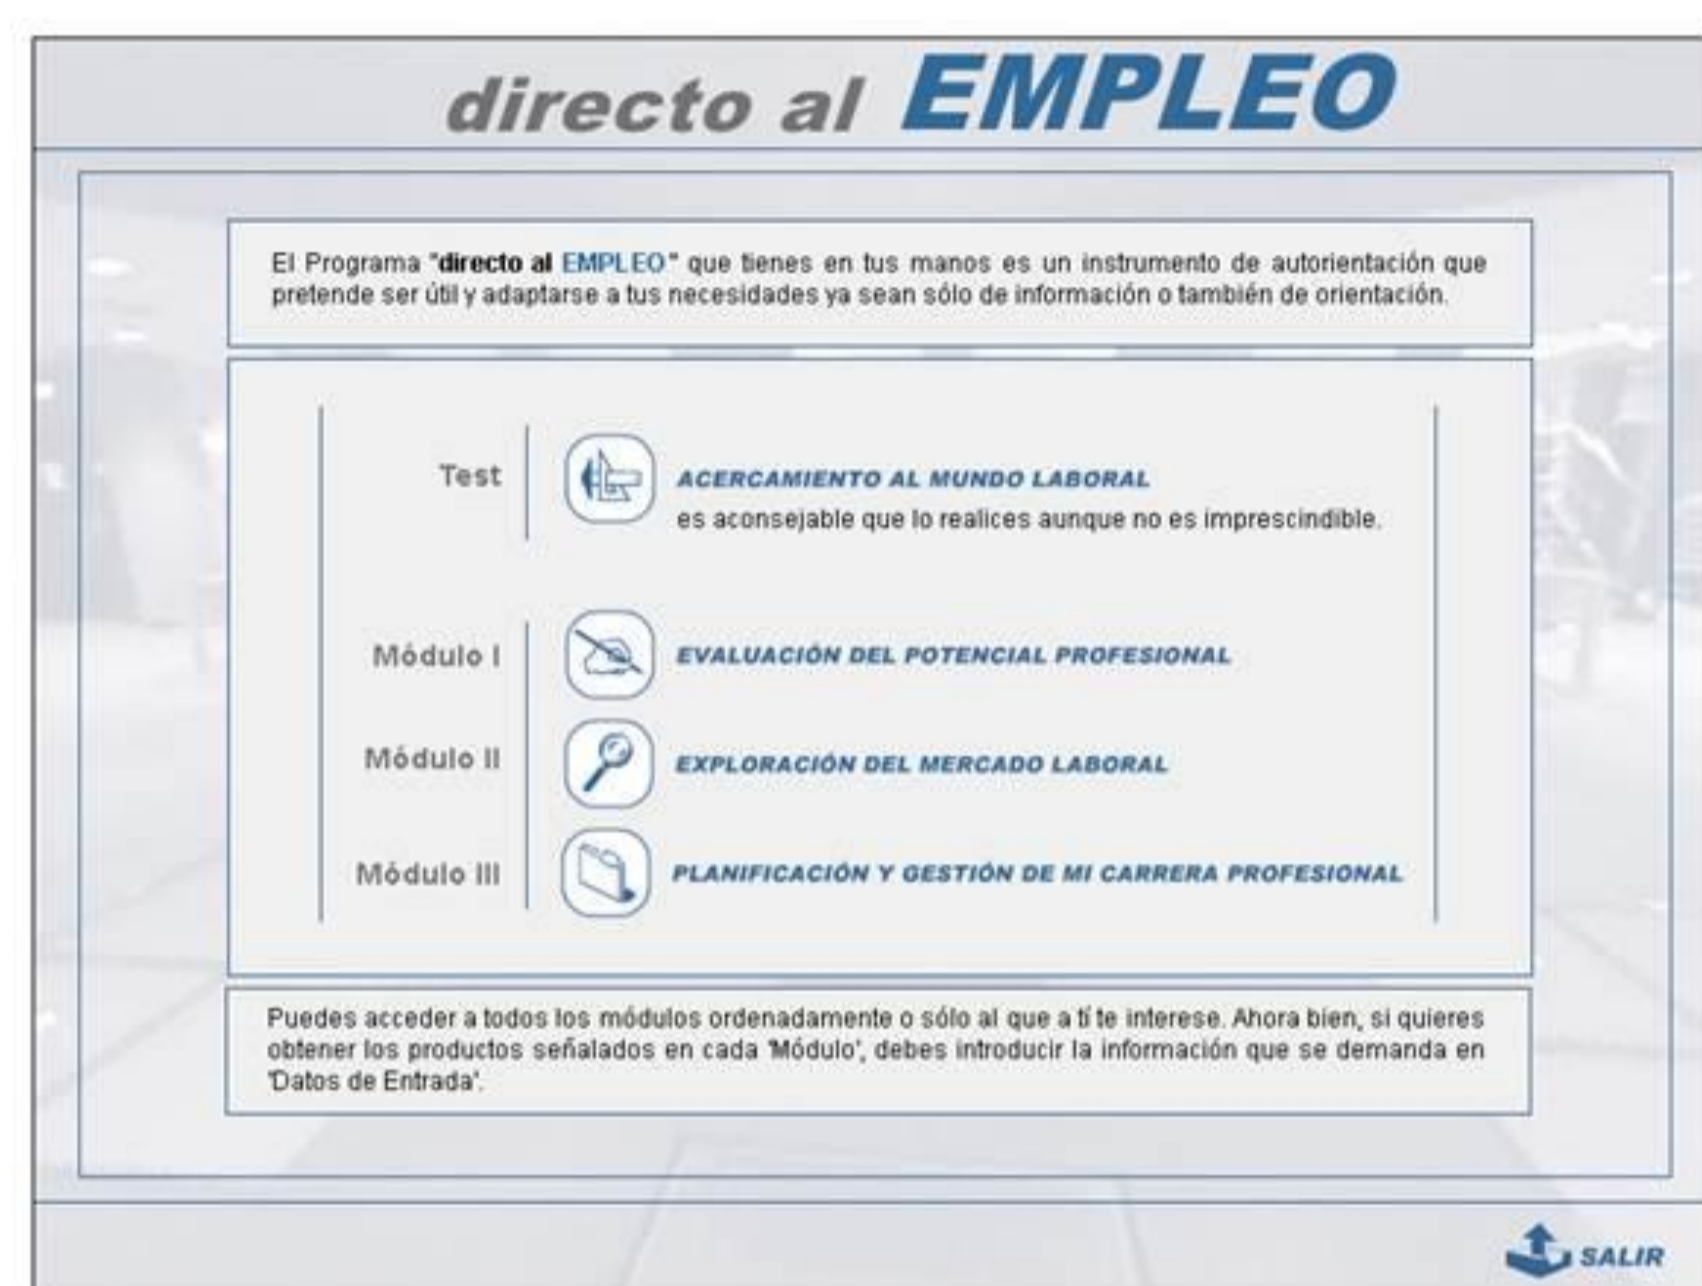 directo al EMPLEO
El Programa "directo al EMPLEO" que tienes en tus manos es un instrumento de autorientación que
pretende ser útil y adaptarse a tus necesidades ya sean sólo de información o también de orientación.
Test
ACERCAMIENTO AL MUNDO LABORAL
es aconsejable que lo realices aunque no es imprescindible.
Módulo I
EVALUACIÓN DEL POTENCIAL PROFESIONAL
Módulo II
EXPLORACIÓN DEL MERCADO LABORAL
Módulo III
PLANIFICACIÓN Y GESTIÓN DE MI CARRERA PROFESIONAL
Puedes acceder a todos los módulos ordenadamente o sólo al que a tí te interese. Ahora bien, si quieres
obtener los productos señalados en cada 'Módulo', debes introducir la información que se demanda en
'Datos de Entrada'.
SALIR